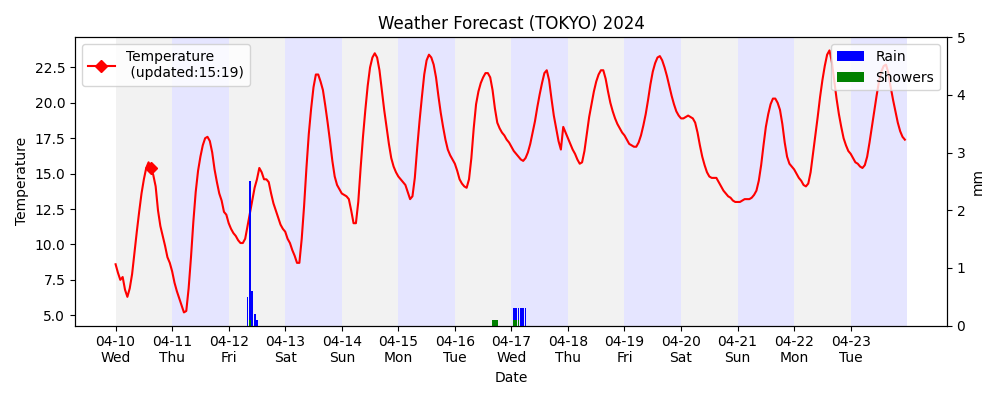 Weather Forecast (TOKYO) 2024
Temperature
(updated:15:19)
Rain
Showers
22.5
20.0
17.5
15.0
12.5
10.0
7.5
5.0
Temperature
5
4
3
2
1
0
mm
04-10 04-11 04-12 04-13 04-14 04-15 04-16 04-17 04-18 04-19 04-20 04-21 04-22 04-23
Wed Thu Fri Sat Sun Mon Tue Wed Thu Fri Sat Sun Mon Tue
Date